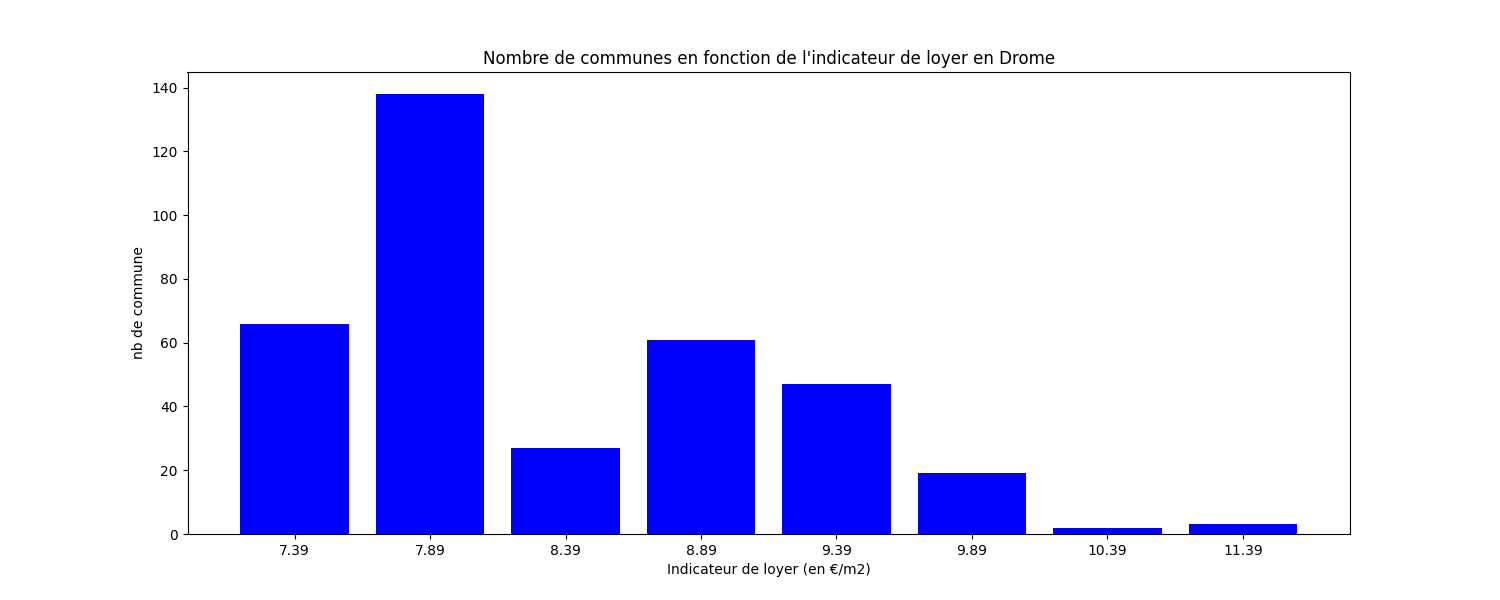 Nombre de communes en fonction de l'indicateur de loyer en Drome
140
120
100
80
60
40
20
0
nb de commune
7.39 7.89 8.39 8.89 9.39 9.89 10.39 11.39
Indicateur de loyer (en €/m2)